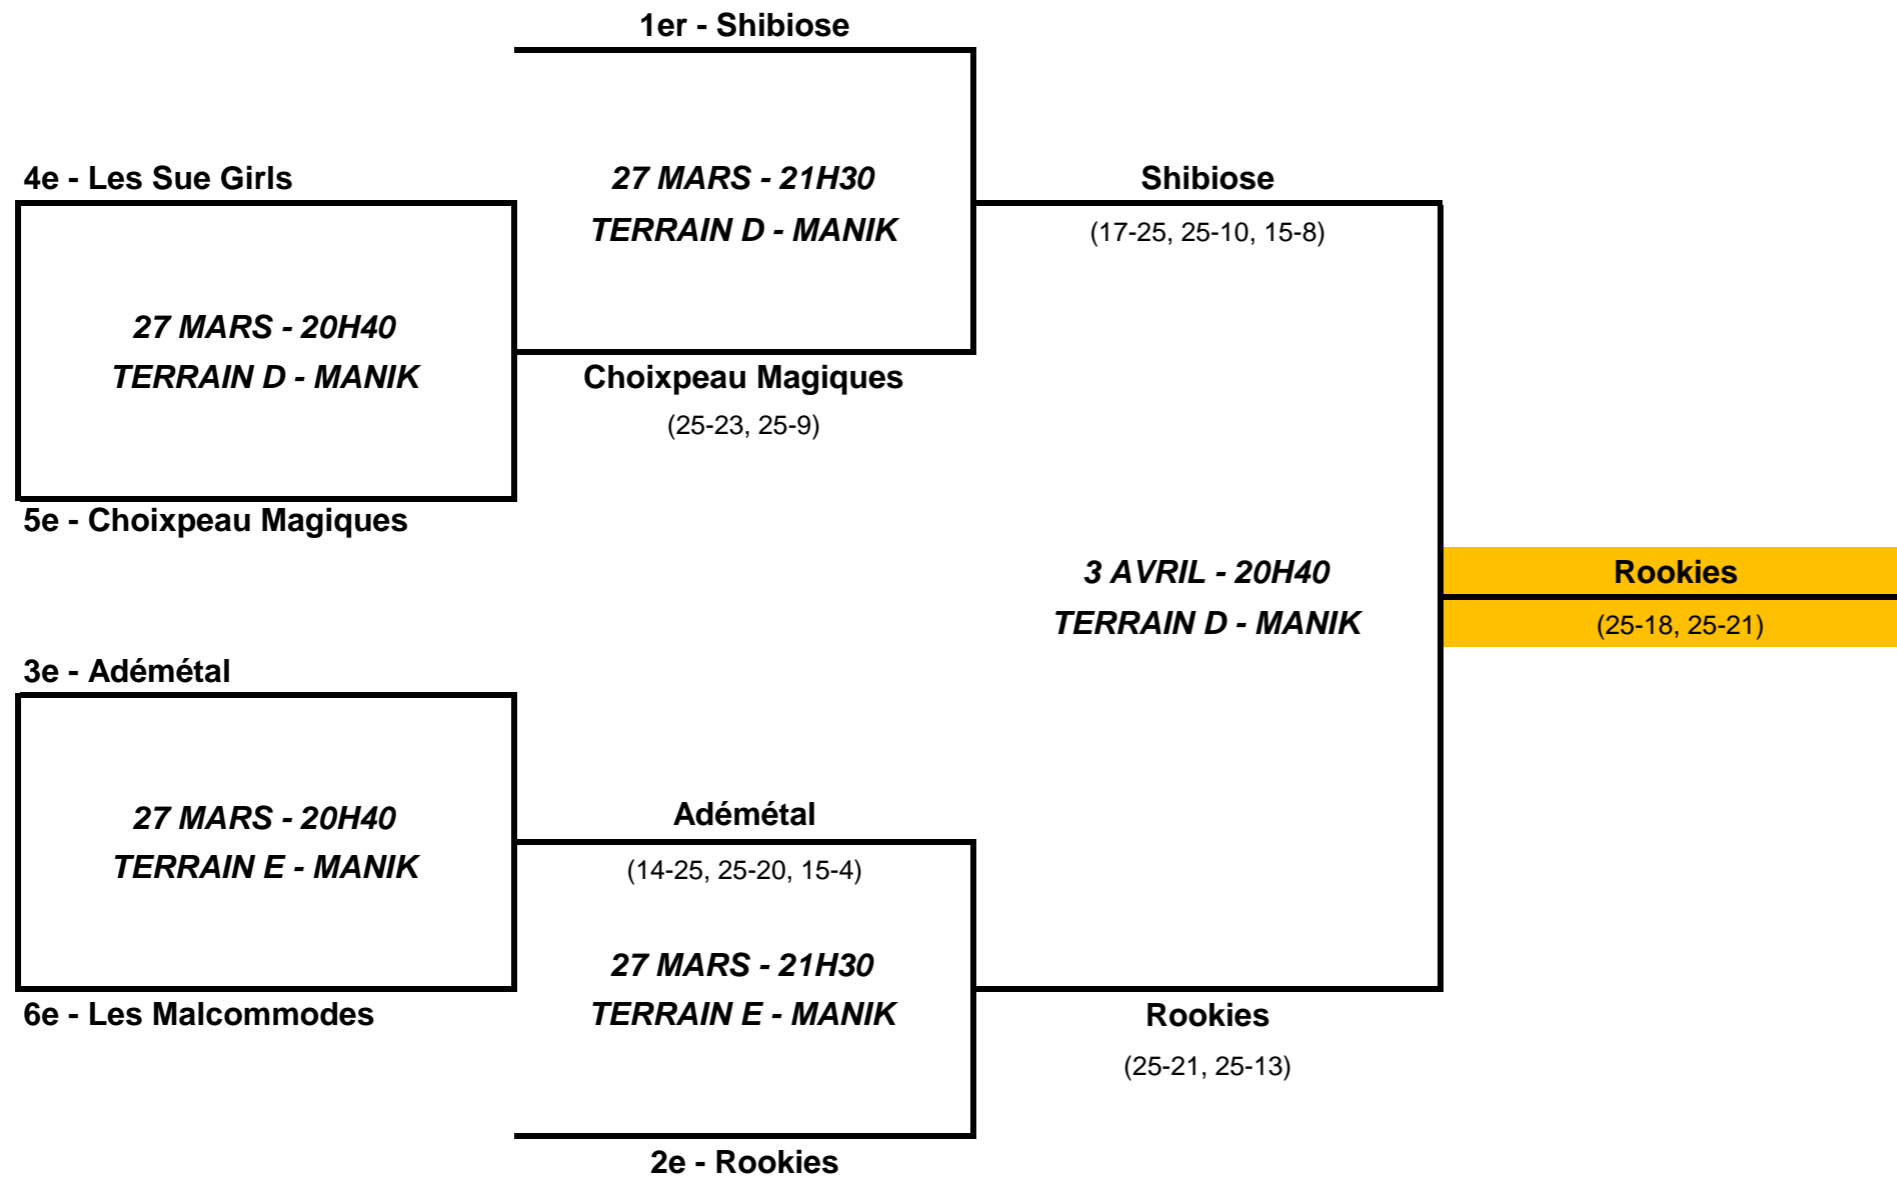 1er - Shibiose
4e - Les Sue Girls
27 MARS - 21H30
TERRAIN D - MANIK
Shibiose
(17-25, 25-10, 15-8)
27 MARS - 20H40
TERRAIN D - MANIK
Choixpeau Magiques
(25-23, 25-9)
5e - Choixpeau Magiques
3 AVRIL - 20H40
TERRAIN D - MANIK
Rookies
(25-18, 25-21)
3e - Adémétal
27 MARS - 20H40
TERRAIN E - MANIK
Adémétal
(14-25, 25-20, 15-4)
27 MARS - 21H30
TERRAIN E - MANIK
6e - Les Malcommodes
Rookies
(25-21, 25-13)
2e - Rookies